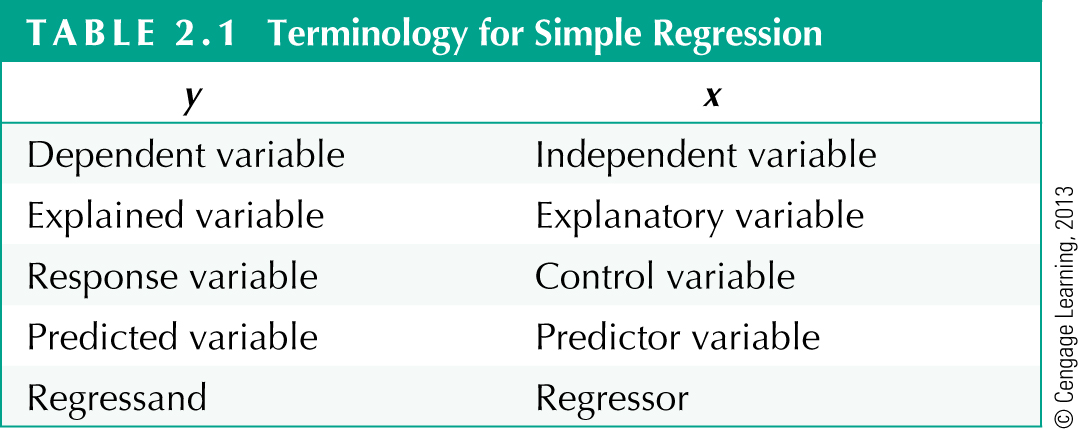 TABLE 2.1 Terminology for Simple Regression
y x
Dependent variable Independent variable
Explained variable Explanatory variable
Response variable Control variable
Predicted variable Predictor variable
Regressand Regressor
© Cengage Learning, 2013